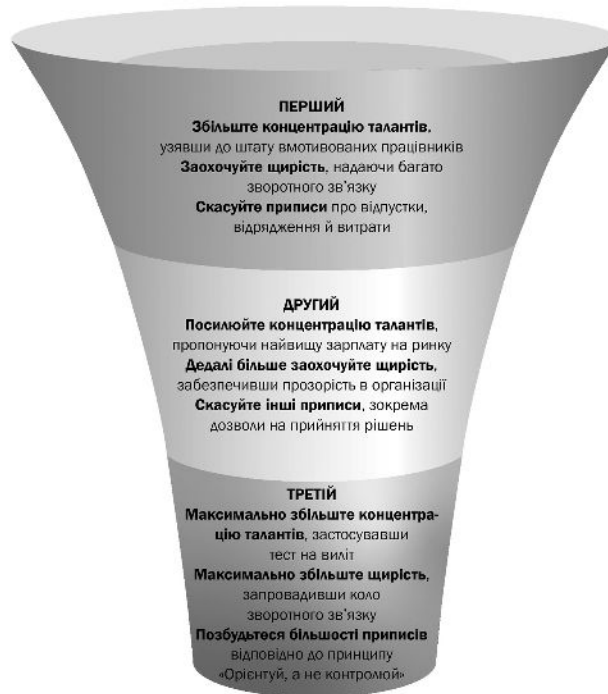 ПЕРШИЙ
Збільште концентрацію талантів,
узявши до штату вмотивованих працівників
Заохочуйте щирість, надаючи багато
зворотного зв’язку
Скасуйте приписи про відпустки,
відрядження й витрати
ДРУГИЙ
Посилюйте концентрацію талантів,
пропонуючи найвищу зарплату на ринку
Дедалі більше заохочуйте щирість,
забезпечивши прозорість в організації
Скасуйте інші приписи, зокрема
дозволи на прийняття рішень
ТРЕТІЙ
Максимально збільште концентра-
цію талантів, застосувавши
тест на виліт
Максимально збільште щирість,
запровадивши коло
зворотного зв’язку
Позбудьтеся більшості приписів
відповідно до принципу
«Орієнтуй, а не контролюй»